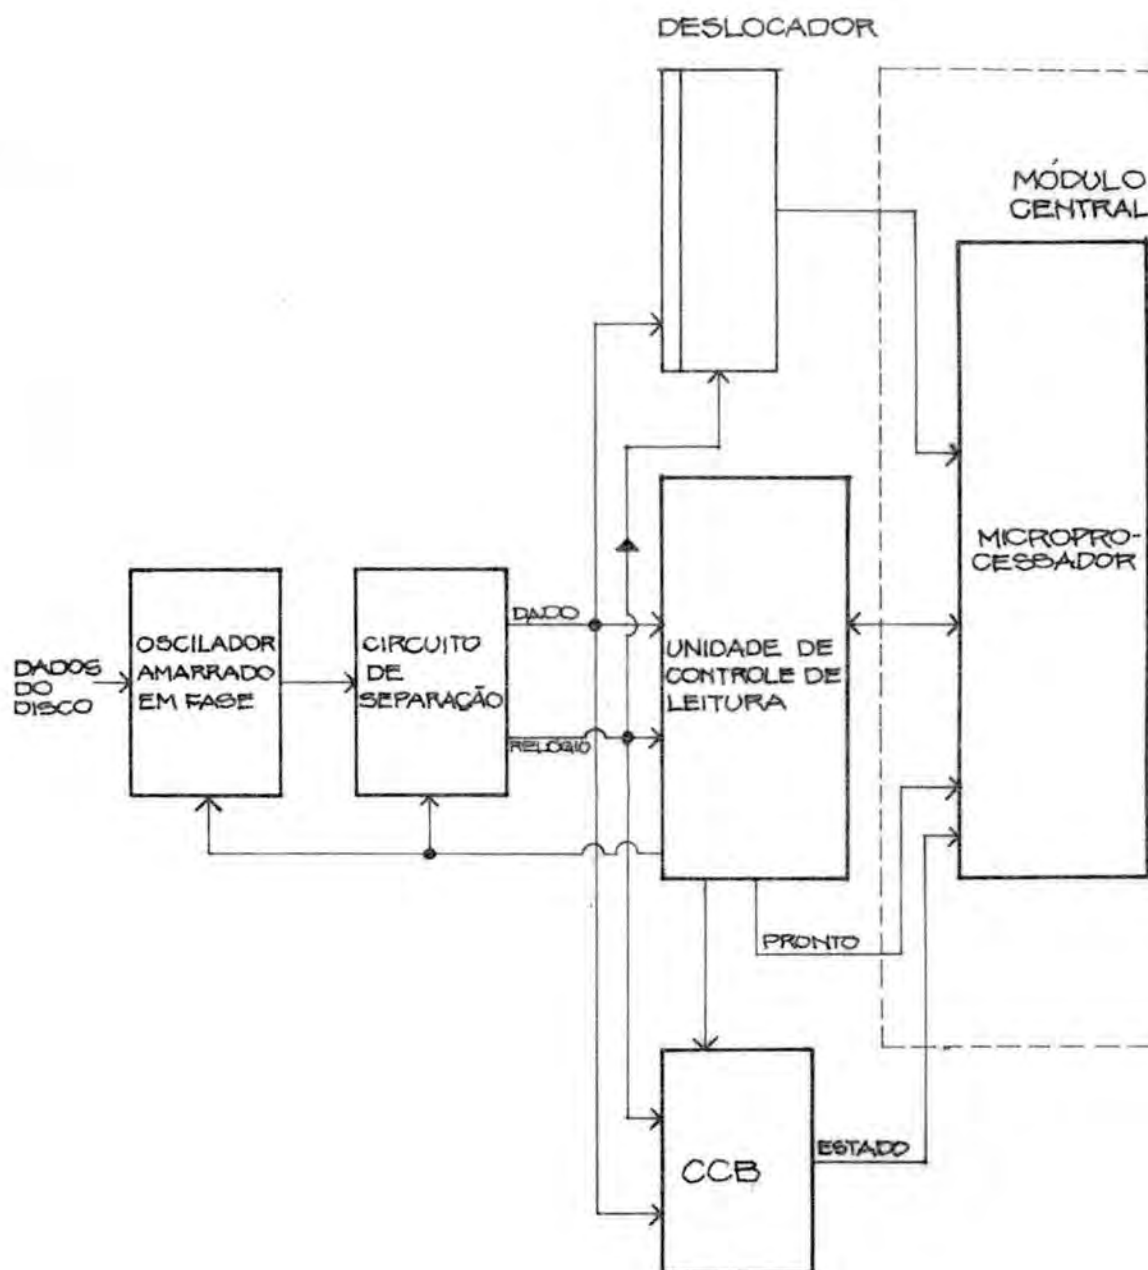 DESLOCADOR
MÓDULO
CENTRAL
MICROPRO-
CESSADOR
DADOS
DO
DISCO
OSCILADOR
AMARRADO
EM FASE
CIRCUITO
DE
SEPARAÇÃO
DADO
RELÓGIO
UNIDADE DE
CONTROLE DE
LEITURA
PRONTO
CCB
ESTADO